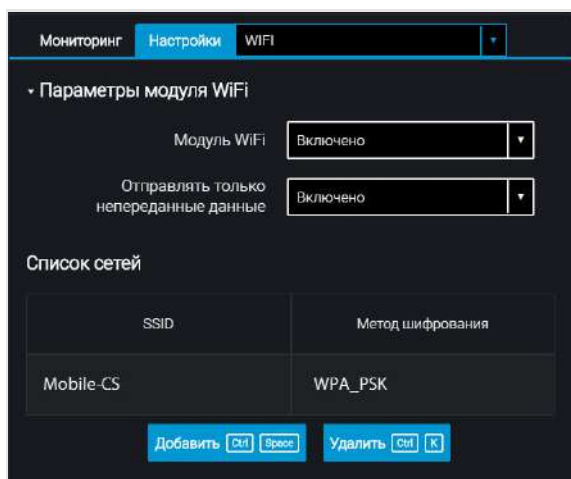 Мониторинг Настройки WIFI
Параметры модуля WiFi
Модуль WiFi Включено
Отправлять только
непереданные данные Включено
Список сетей
SSID Метод шифрования
Mobile-CS WPA_PSK
Добавить Ctrl Space Удалить Ctrl K